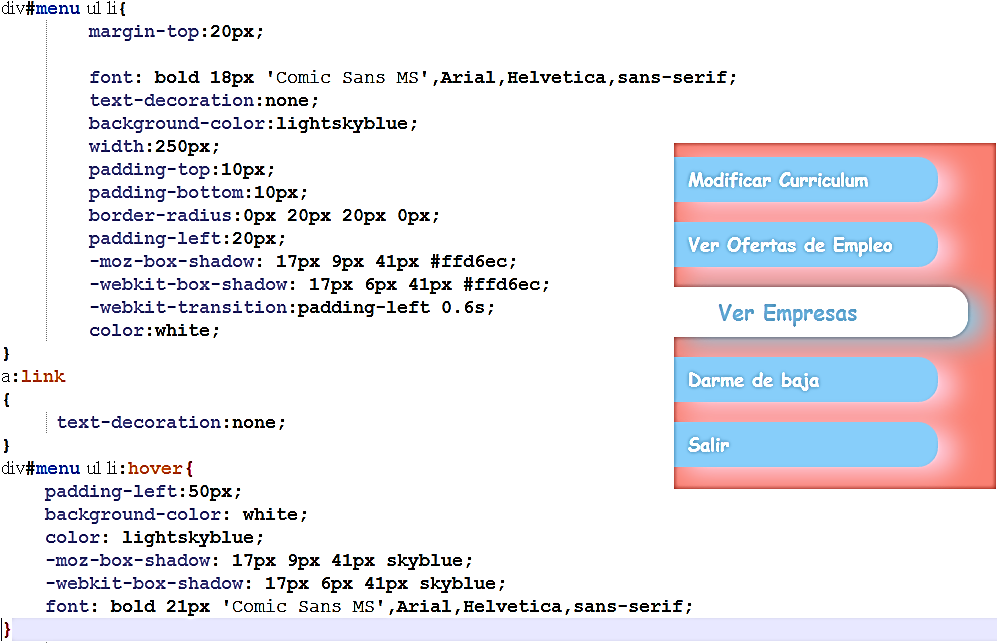 div#menu ul li{
margin-top:20px;
font: bold 18px 'Comic Sans MS',Arial,Helvetica,sans-serif;
text-decoration:none;
background-color:lightskyblue;
width:250px;
padding-top:10px;
padding-bottom:10px;
border-radius:0px 20px 20px 0px;
padding-left:20px;
-moz-box-shadow: 17px 9px 41px #ffd6ec;
-webkit-box-shadow: 17px 6px 41px #ffd6ec;
-webkit-transition:padding-left 0.6s;
color:white;
}
a:link
{
text-decoration:none;
}
div#menu ul li:hover{
padding-left:50px;
background-color: white;
color: lightskyblue;
-moz-box-shadow: 17px 9px 41px skyblue;
-webkit-box-shadow: 17px 6px 41px skyblue;
font: bold 21px 'Comic Sans MS',Arial,Helvetica,sans-serif;
}
Modificar Curriculum
Ver Ofertas de Empleo
Ver Empresas
Darme de baja
Salir